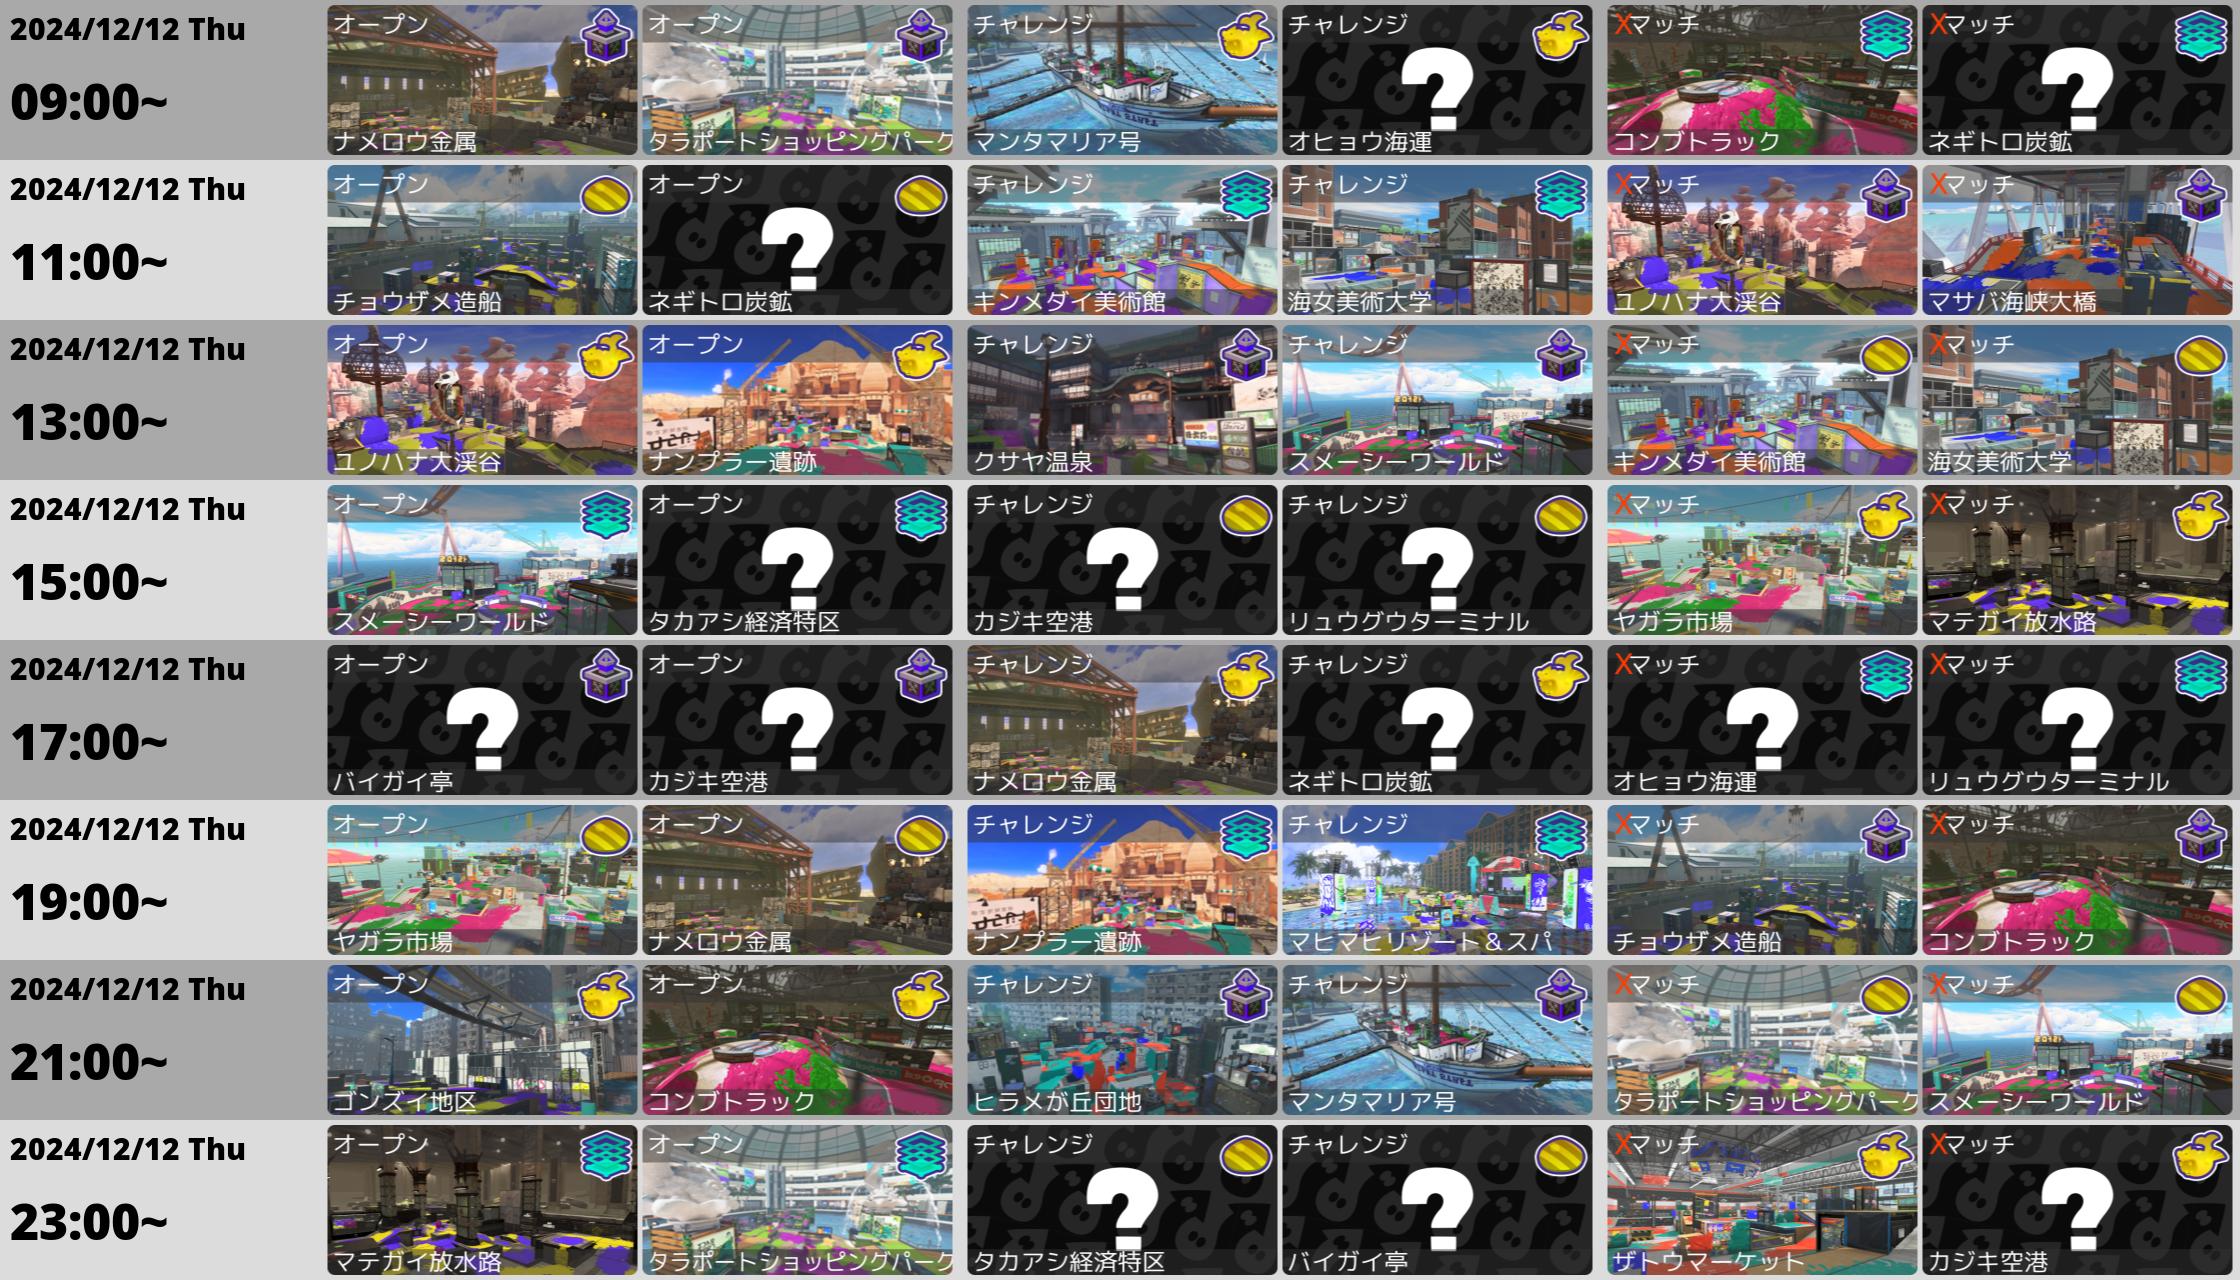 2024/12/12 Thu
09:00~
オープン
ナメロウ金属
オープン
タラポートショッピングパーク
チャレンジ
マンタマリア号
チャレンジ
オヒョウ海運
Xマッチ
コンブトラック
Xマッチ
ネギトロ炭鉱
2024/12/12 Thu
11:00~
オープン
チョウザメ造船
オープン
ネギトロ炭鉱
チャレンジ
キンメダイ美術館
チャレンジ
海女美術大学
Xマッチ
ユノハナ大渓谷
Xマッチ
マサバ海峡大橋
2024/12/12 Thu
13:00~
オープン
ユノハナ大渓谷
オープン
ナンプラー遺跡
チャレンジ
クサヤ温泉
チャレンジ
スメーシーワールド
Xマッチ
キンメダイ美術館
Xマッチ
海女美術大学
2024/12/12 Thu
15:00~
オープン
スメーシーワールド
オープン
タカアシ経済特区
チャレンジ
カジキ空港
チャレンジ
リュウグウターミナル
Xマッチ
ヤガラ市場
Xマッチ
マテガイ放水路
2024/12/12 Thu
17:00~
オープン
バイガイ亭
オープン
カジキ空港
チャレンジ
ナメロウ金属
チャレンジ
ネギトロ炭鉱
Xマッチ
オヒョウ海運
Xマッチ
リュウグウターミナル
2024/12/12 Thu
19:00~
オープン
ヤガラ市場
オープン
ナメロウ金属
チャレンジ
ナンプラー遺跡
チャレンジ
マヒマヒリゾート&スパ
Xマッチ
チョウザメ造船
Xマッチ
コンブトラック
2024/12/12 Thu
21:00~
オープン
ゴンズイ地区
オープン
コンブトラック
チャレンジ
ヒラメが丘団地
チャレンジ
マンタマリア号
Xマッチ
タラポートショッピングパーク
Xマッチ
スメーシーワールド
2024/12/12 Thu
23:00~
オープン
マテガイ放水路
オープン
タラポートショッピングパーク
チャレンジ
タカアシ経済特区
チャレンジ
バイガイ亭
Xマッチ
ザトウマーケット
Xマッチ
カジキ空港